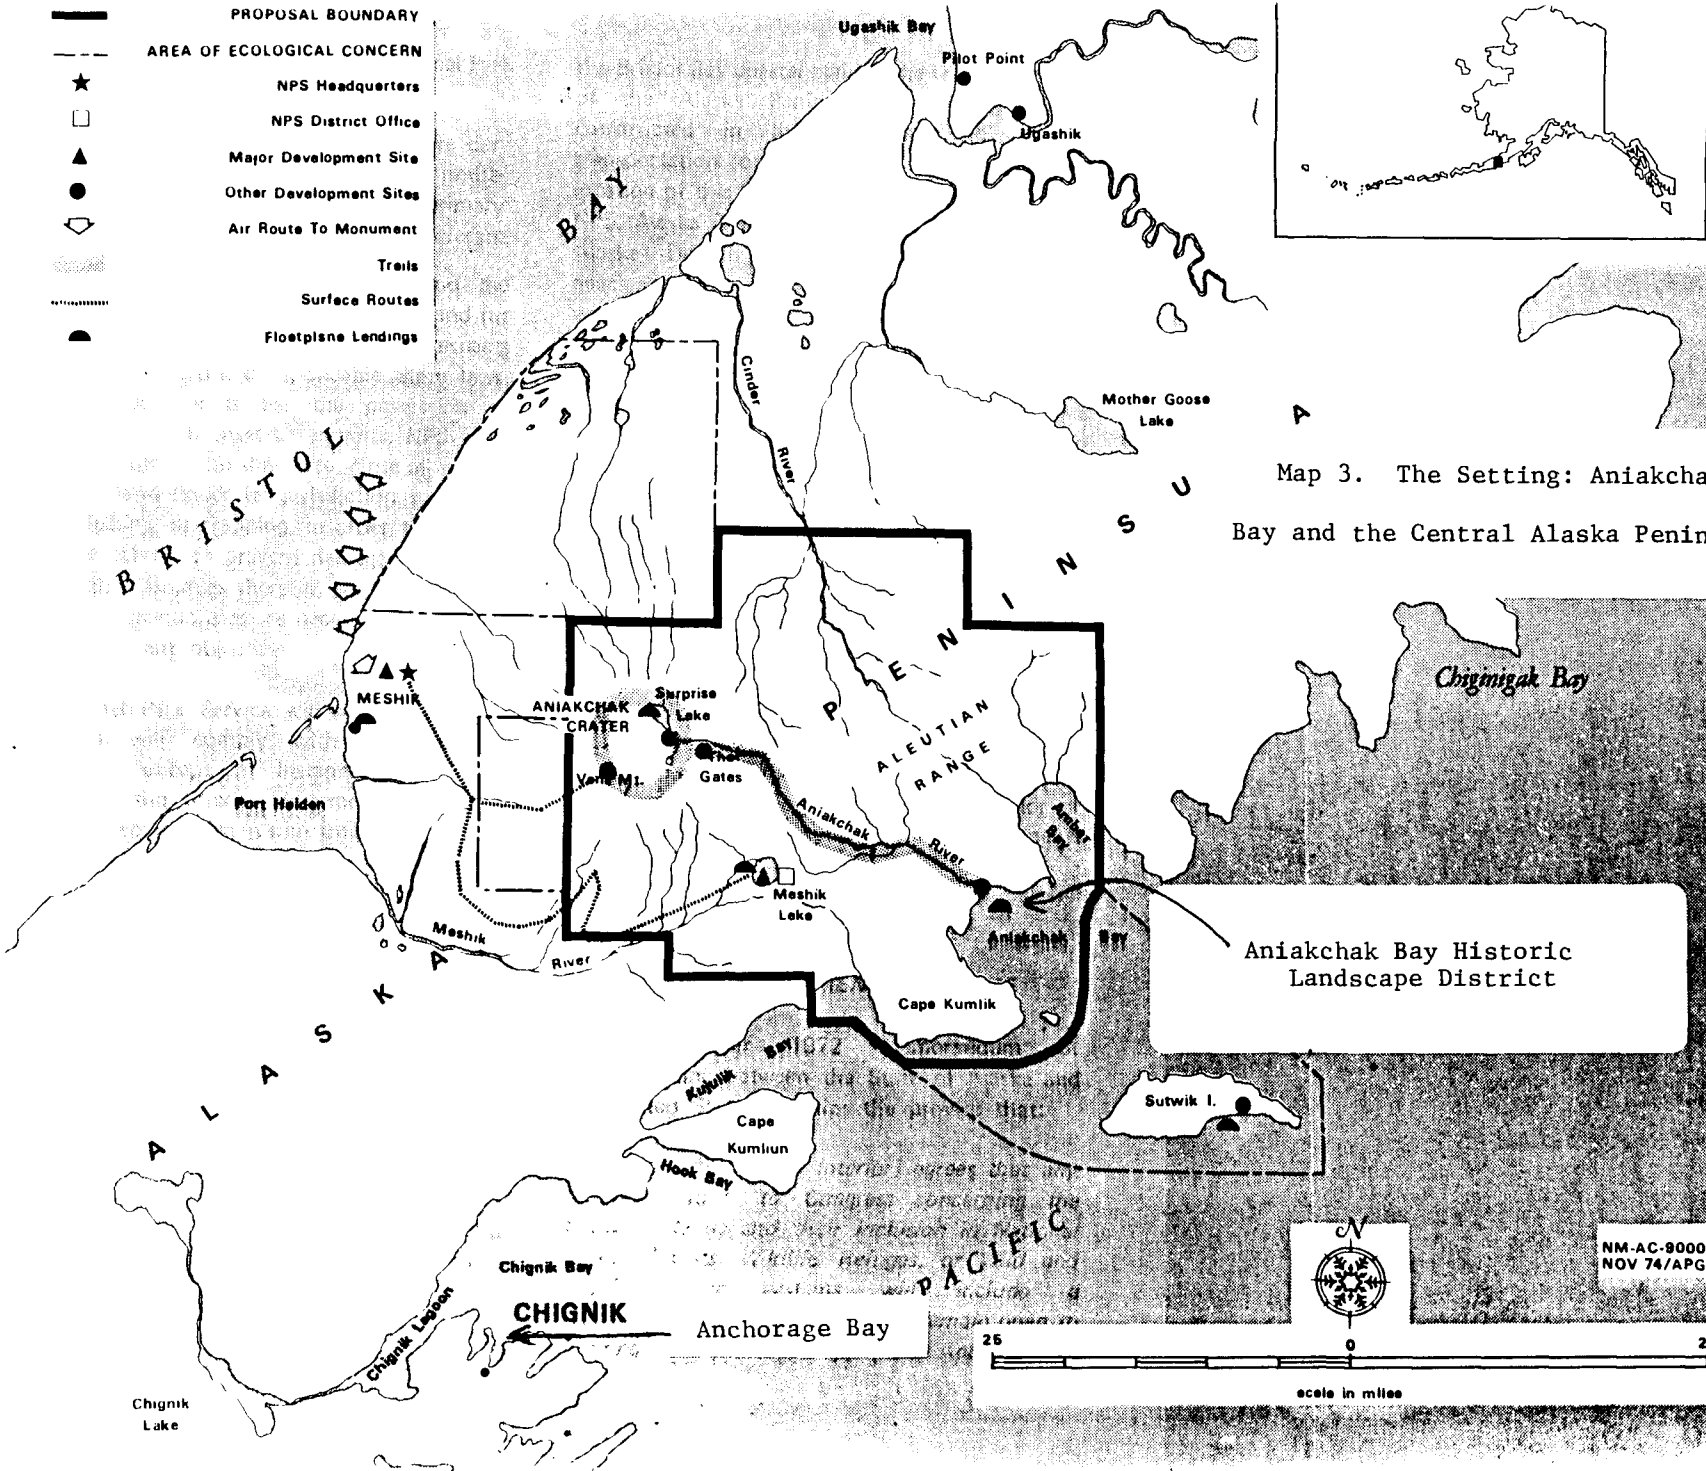 PROPOSAL BOUNDARY
AREA OF ECOLOGICAL CONCERN
NPS Headquarters
NPS District Office
Major Development Site
Other Development Sites
Air Route To Monument
Trails
Surface Routes
Floatplane Landings
Ugashik Bay
Pilot Point
Ugashik
BRISTOL BAY
Cinder River
Mother Goose
Lake
Map 3. The Setting: Aniakcha
Bay and the Central Alaska Penin
ALASKA PENINSULA
Chiginigak Bay
MESHIK
ANIAKCHAK
CRATER
Surprise
Lake
The
Gates
Vent Mt.
ALEUTIAN
RANGE
Port Heiden
Aniakchak River
Amber Bay
Meshik
Lake
Meshik River
Aniakchak Bay
Aniakchak Bay Historic
Landscape District
Cape Kumlik
Kujulik Bay
Sutwik I.
Cape
Kumliun
Hook Bay
PACIFIC
Chignik Bay
CHIGNIK
Anchorage Bay
Chignik Lagoon
Chignik
Lake
N
NM-AC-9000
NOV 74/APG
25 0 2
scale in miles